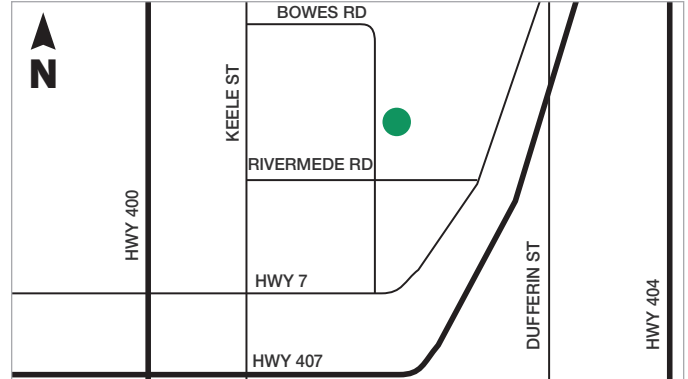 BOWES RD
N
KEELE ST
RIVERMEDE RD
HWY 400
HWY 7
DUFFERIN ST
HWY 404
HWY 407